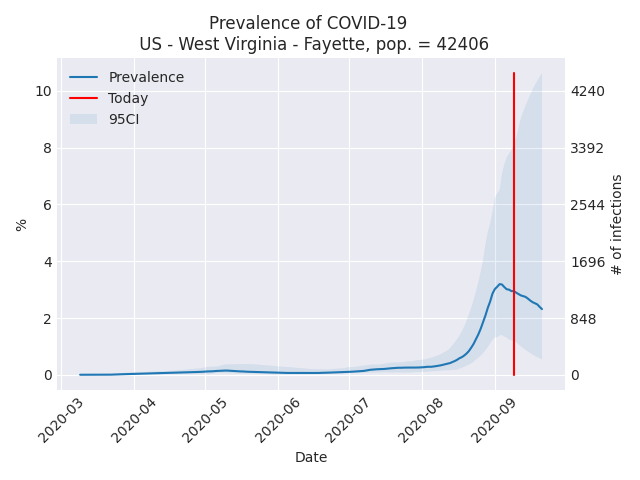 Prevalence of COVID-19
US - West Virginia - Fayette, pop. = 42406
Prevalence
Today
95CI
10
8
6
4
2
0
%
4240
3392
2544
1696
848
0
# of infections
2020-03
2020-04
2020-05
2020-06
2020-07
2020-08
2020-09
Date